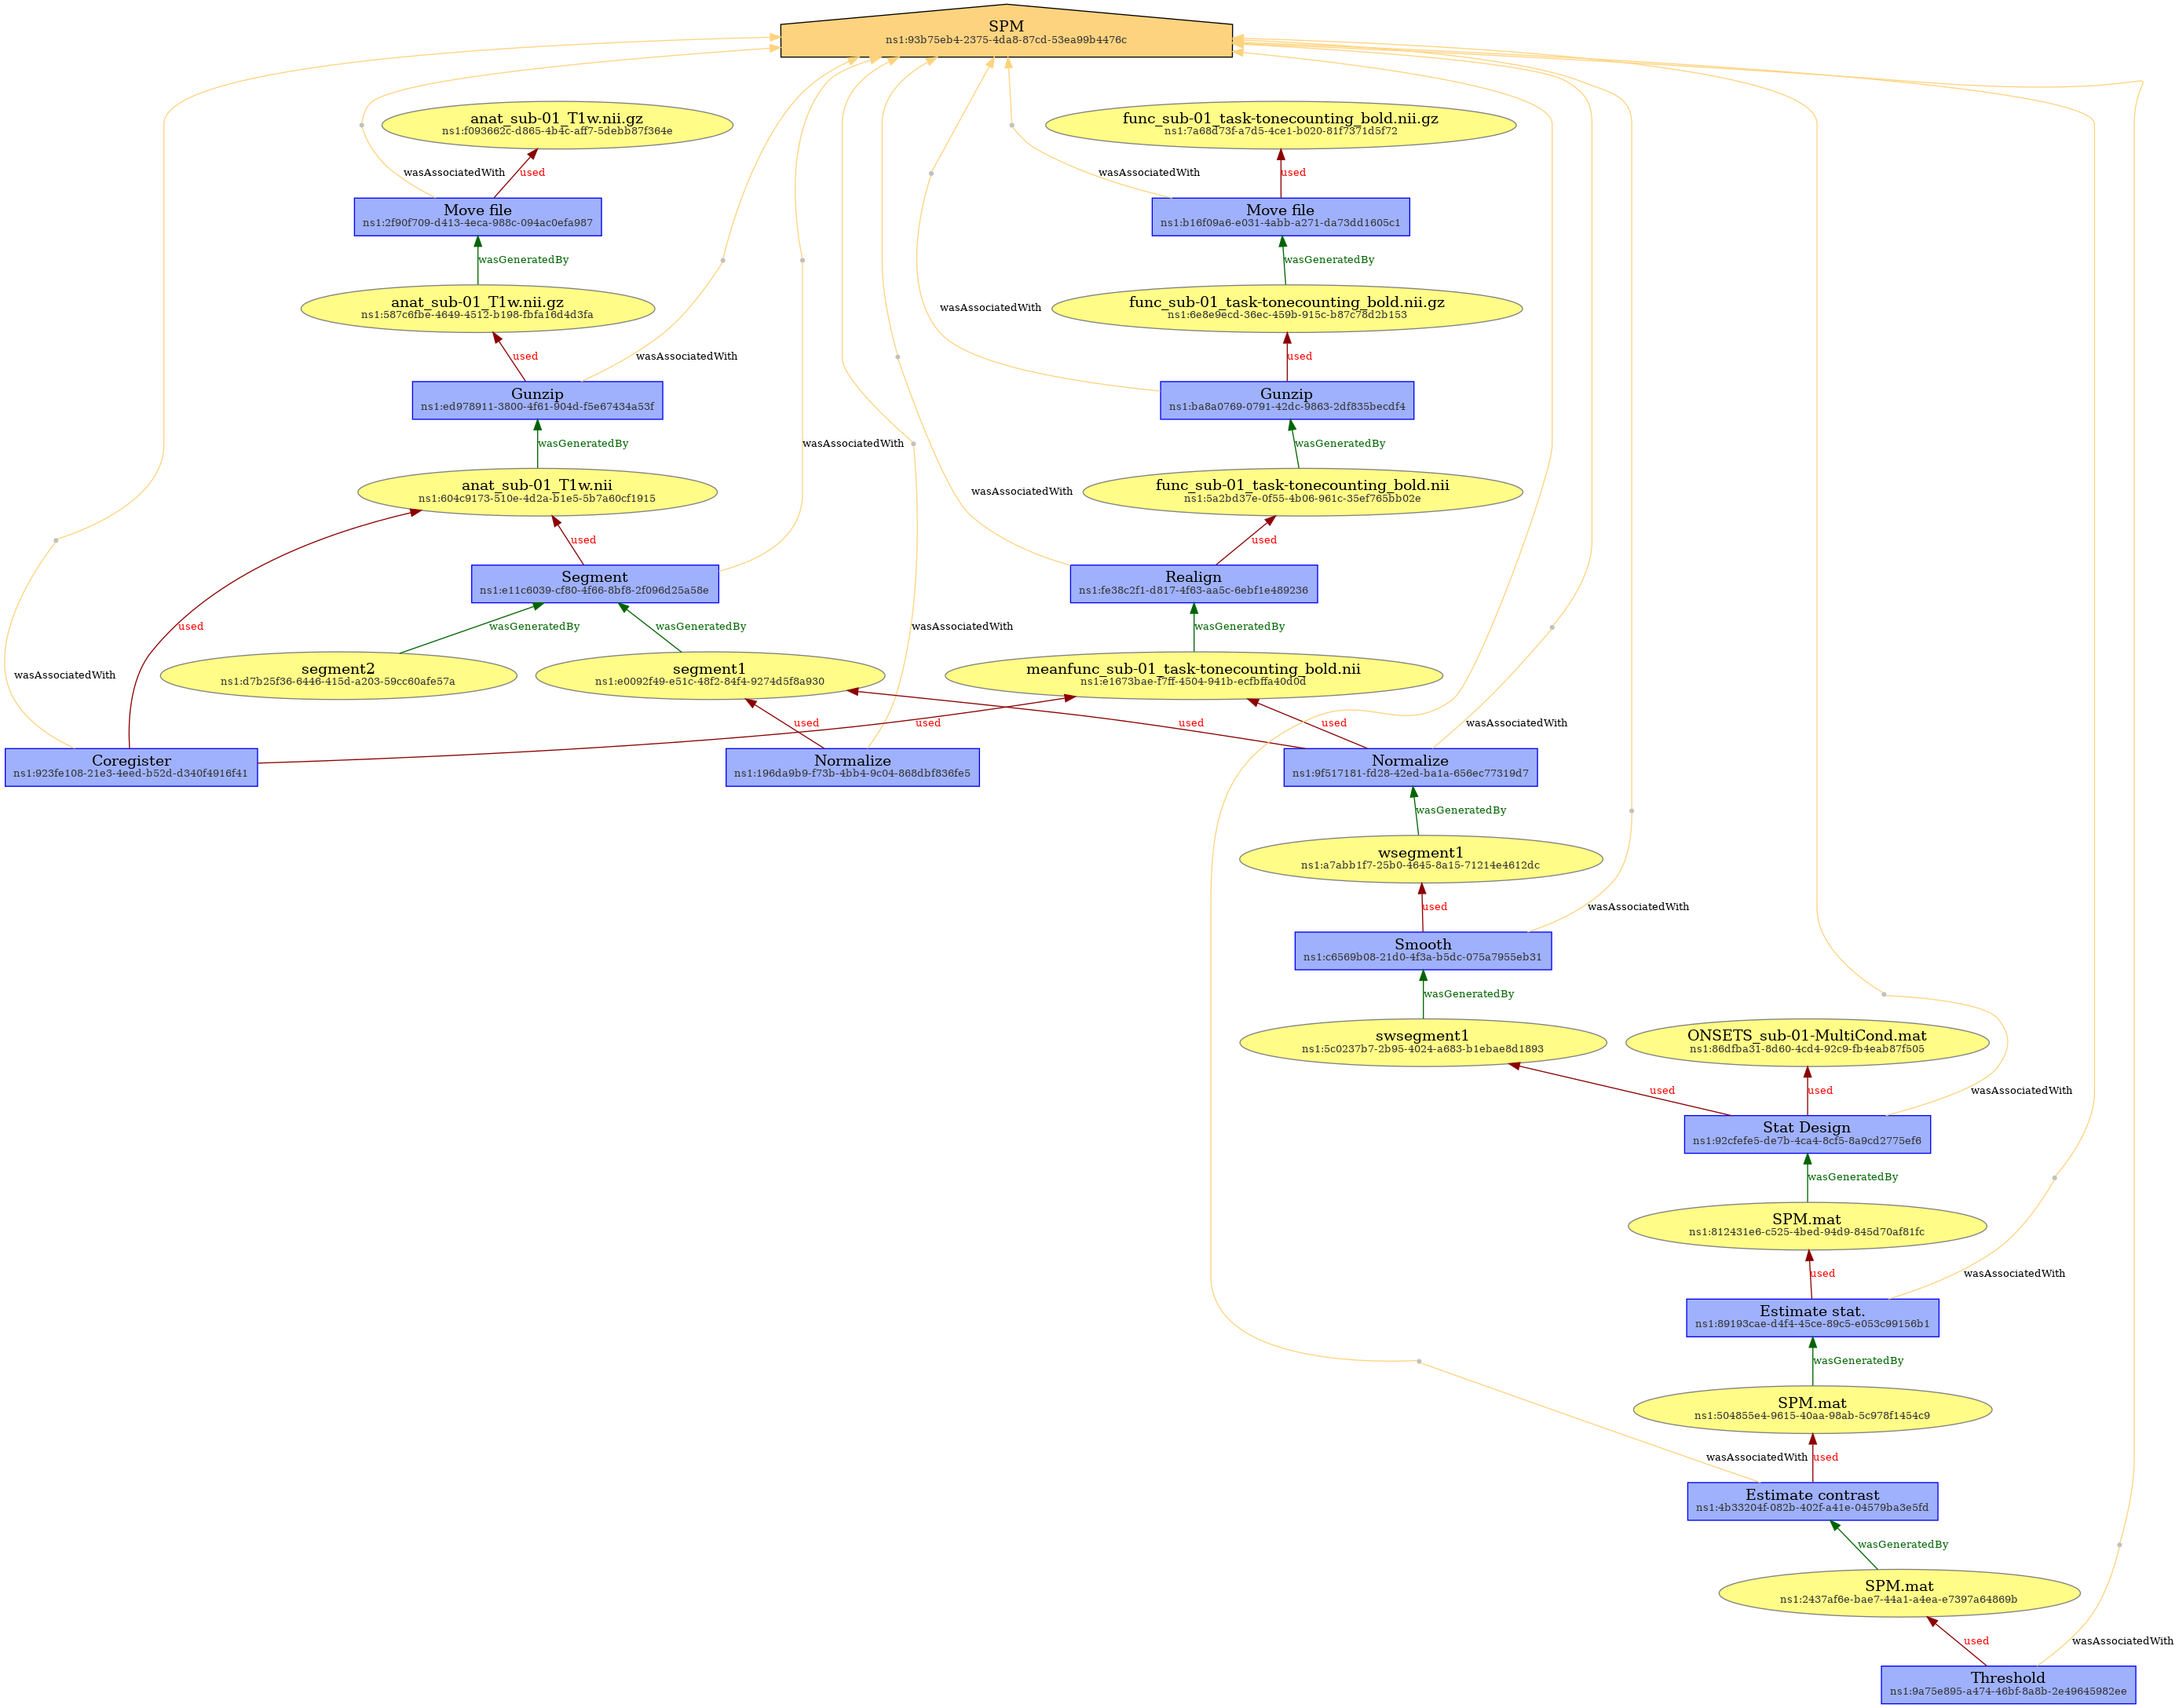 SPM
ns1:93b75eb4-2375-4da8-87cd-53ea99b4476c
anat_sub-01_T1w.nii.gz
ns1:f093662c-d865-4b4c-aff7-5debb87f364e
func_sub-01_task-tonecounting_bold.nii.gz
ns1:7a68d73f-a7d5-4ce1-b020-81f7371d5f72
wasAssociatedWith
used
wasAssociatedWith
used
Move file
ns1:2f90f709-d413-4eca-988c-094ac0efa987
Move file
ns1:b16f09a6-e031-4abb-a271-da73dd1605c1
wasGeneratedBy
wasGeneratedBy
anat_sub-01_T1w.nii.gz
ns1:587c6fbe-4649-4512-b198-fbfa16d4d3fa
wasAssociatedWith
func_sub-01_task-tonecounting_bold.nii.gz
ns1:6e8e9ecd-36ec-459b-915c-b87c78d2b153
used
wasAssociatedWith
used
Gunzip
ns1:ed978911-3800-4f61-904d-f5e67434a53f
Gunzip
ns1:ba8a0769-0791-42dc-9863-2df835becdf4
wasGeneratedBy
wasAssociatedWith
wasGeneratedBy
anat_sub-01_T1w.nii
ns1:604c9173-510e-4d2a-b1e5-5b7a60cf1915
wasAssociatedWith
func_sub-01_task-tonecounting_bold.nii
ns1:5a2bd37e-0f55-4b06-961c-35ef765bb02e
used
used
Segment
ns1:e11c6039-cf80-4f66-8bf8-2f096d25a58e
Realign
ns1:fe38c2f1-d817-4f63-aa5c-6ebf1e489236
used
wasGeneratedBy
wasGeneratedBy
wasAssociatedWith
wasGeneratedBy
wasAssociatedWith
segment2
ns1:d7b25f36-6446-415d-a203-59cc60afe57a
segment1
ns1:e0092f49-e51c-48f2-84f4-9274d5f8a930
meanfunc_sub-01_task-tonecounting_bold.nii
ns1:e1673bae-f7ff-4504-941b-ecfbffa40d0d
used
used
used
used
wasAssociatedWith
Coregister
ns1:923fe108-21e3-4eed-b52d-d340f4916f41
Normalize
ns1:196da9b9-f73b-4bb4-9c04-868dbf836fe5
Normalize
ns1:9f517181-fd28-42ed-ba1a-656ec77319d7
wasGeneratedBy
wsegment1
ns1:a7abb1f7-25b0-4645-8a15-71214e4612dc
used
wasAssociatedWith
Smooth
ns1:c6569b08-21d0-4f3a-b5dc-075a7955eb31
wasGeneratedBy
swsegment1
ns1:5c0237b7-2b95-4024-a683-b1ebae8d1893
ONSETS_sub-01-MultiCond.mat
ns1:86dfba31-8d60-4cd4-92c9-fb4eab87f505
used
used
wasAssociatedWith
Stat Design
ns1:92cfefe5-de7b-4ca4-8cf5-8a9cd2775ef6
wasGeneratedBy
SPM.mat
ns1:812431e6-c525-4bed-94d9-845d70af81fc
used
wasAssociatedWith
Estimate stat.
ns1:89193cae-d4f4-45ce-89c5-e053c99156b1
wasGeneratedBy
SPM.mat
ns1:504855e4-9615-40aa-98ab-5c978f1454c9
wasAssociatedWith
used
Estimate contrast
ns1:4b33204f-082b-402f-a41e-04579ba3e5fd
wasGeneratedBy
SPM.mat
ns1:2437af6e-bae7-44a1-a4ea-e7397a64869b
used
wasAssociatedWith
Threshold
ns1:9a75e895-a474-46bf-8a8b-2e49645982ee